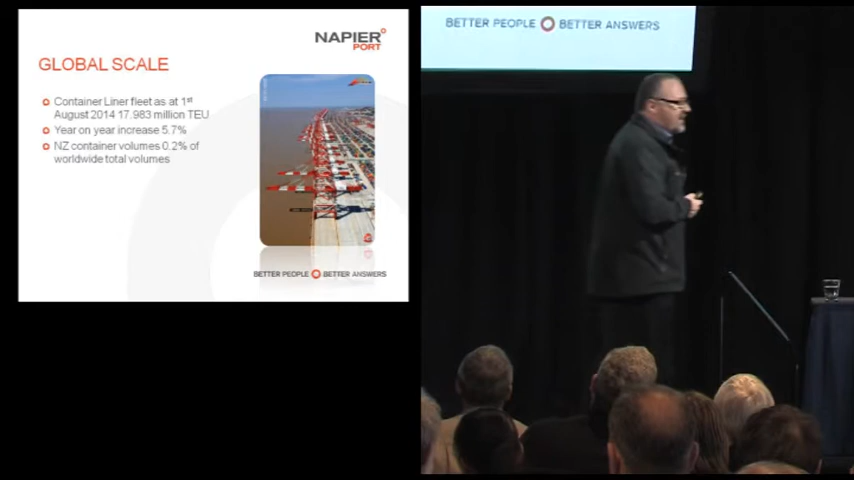 NAPIER
PORT
GLOBAL SCALE
Container Liner fleet as at 1st
August 2014 17.983 million TEU
Year on year increase 5.7%
NZ container volumes 0.2% of
worldwide total volumes
BETTER PEOPLE BETTER ANSWERS
BETTER PEOPLE BETTER ANSWERS